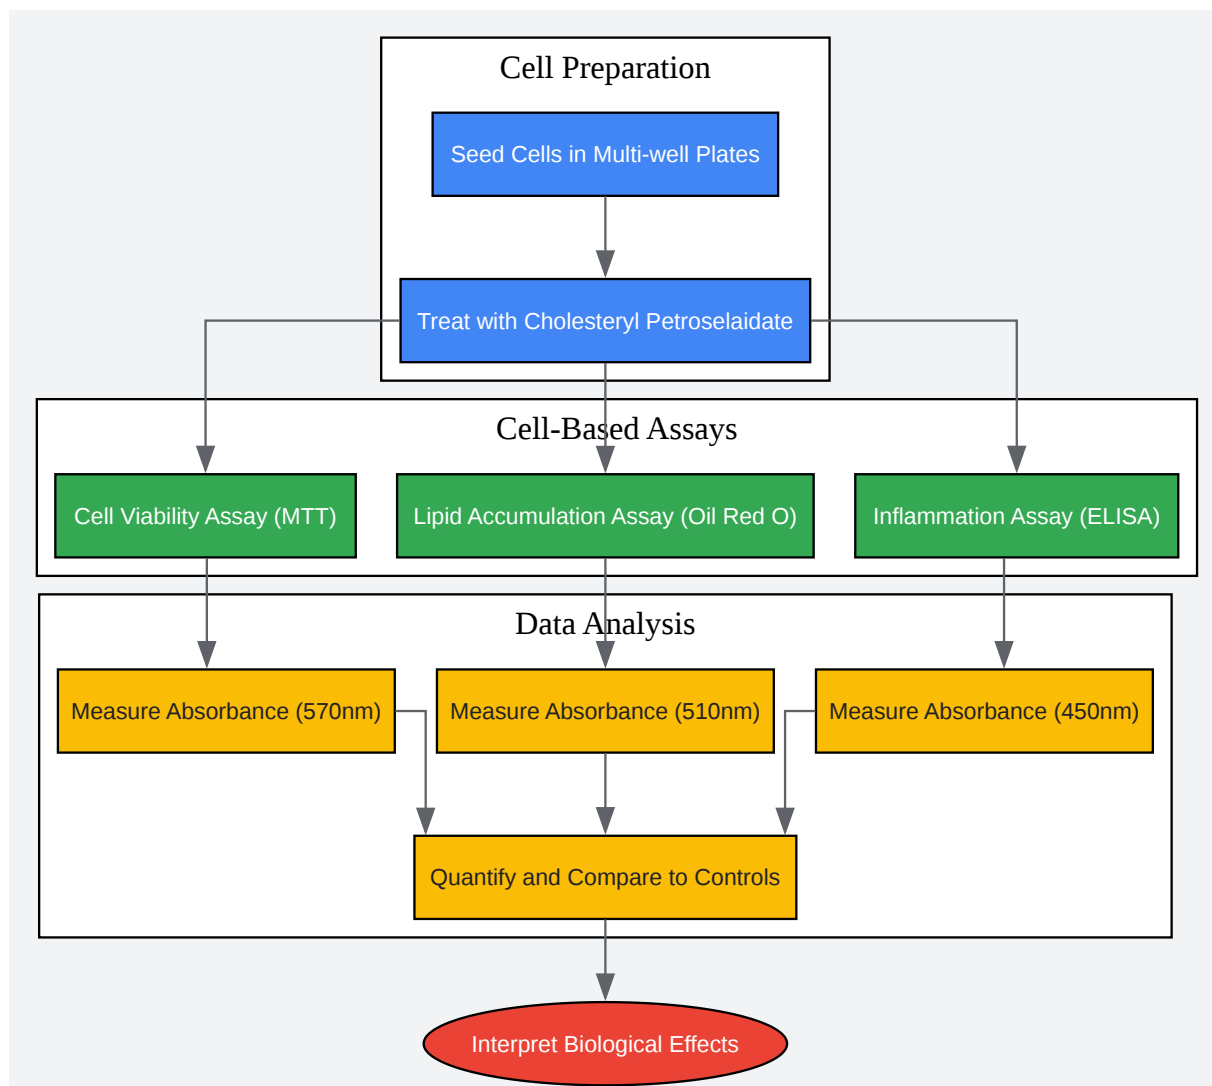 Cell Preparation
Seed Cells in Multi-well Plates
Treat with Cholesteryl Petroselaidate
Cell-Based Assays
Cell Viability Assay (MTT)
Lipid Accumulation Assay (Oil Red O)
Inflammation Assay (ELISA)
Data Analysis
Measure Absorbance (570nm)
Measure Absorbance (510nm)
Measure Absorbance (450nm)
Quantify and Compare to Controls
Interpret Biological Effects